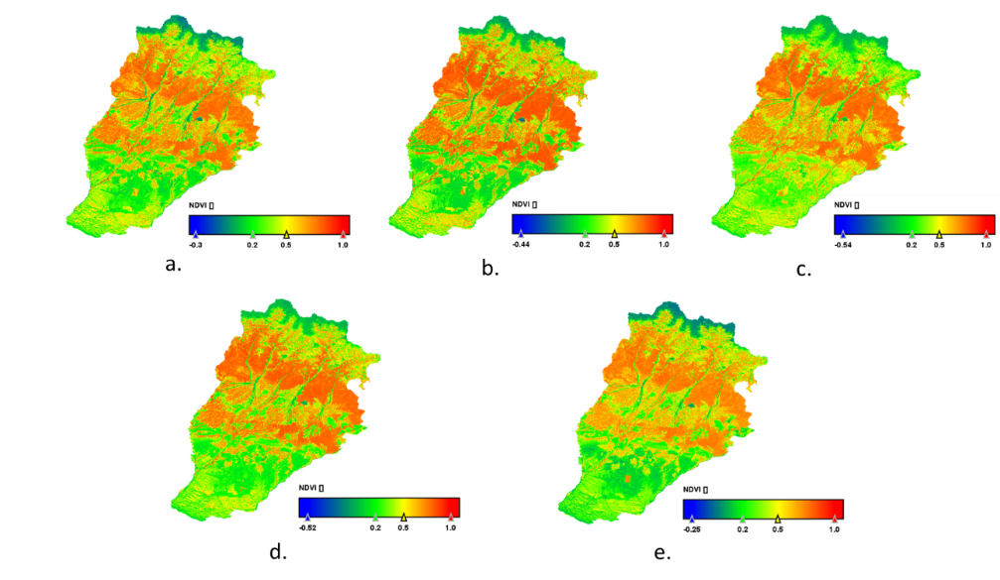 NDVI []
-0.3 0.2 0.5 1.0
a.
NDVI []
-0.44 0.2 0.5 1.0
b.
NDVI []
-0.54 0.2 0.5 1.0
c.
NDVI []
-0.52 0.2 0.5 1.0
d.
NDVI []
-0.25 0.2 0.5 1.0
e.